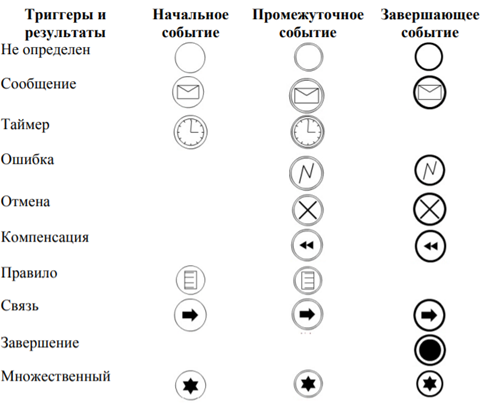 Триггеры и Начальное Промежуточное Завершающее
результаты событие событие событие
Не определен
Сообщение
Таймер
Ошибка
Отмена
Компенсация
Правило
Связь
Завершение
Множественный